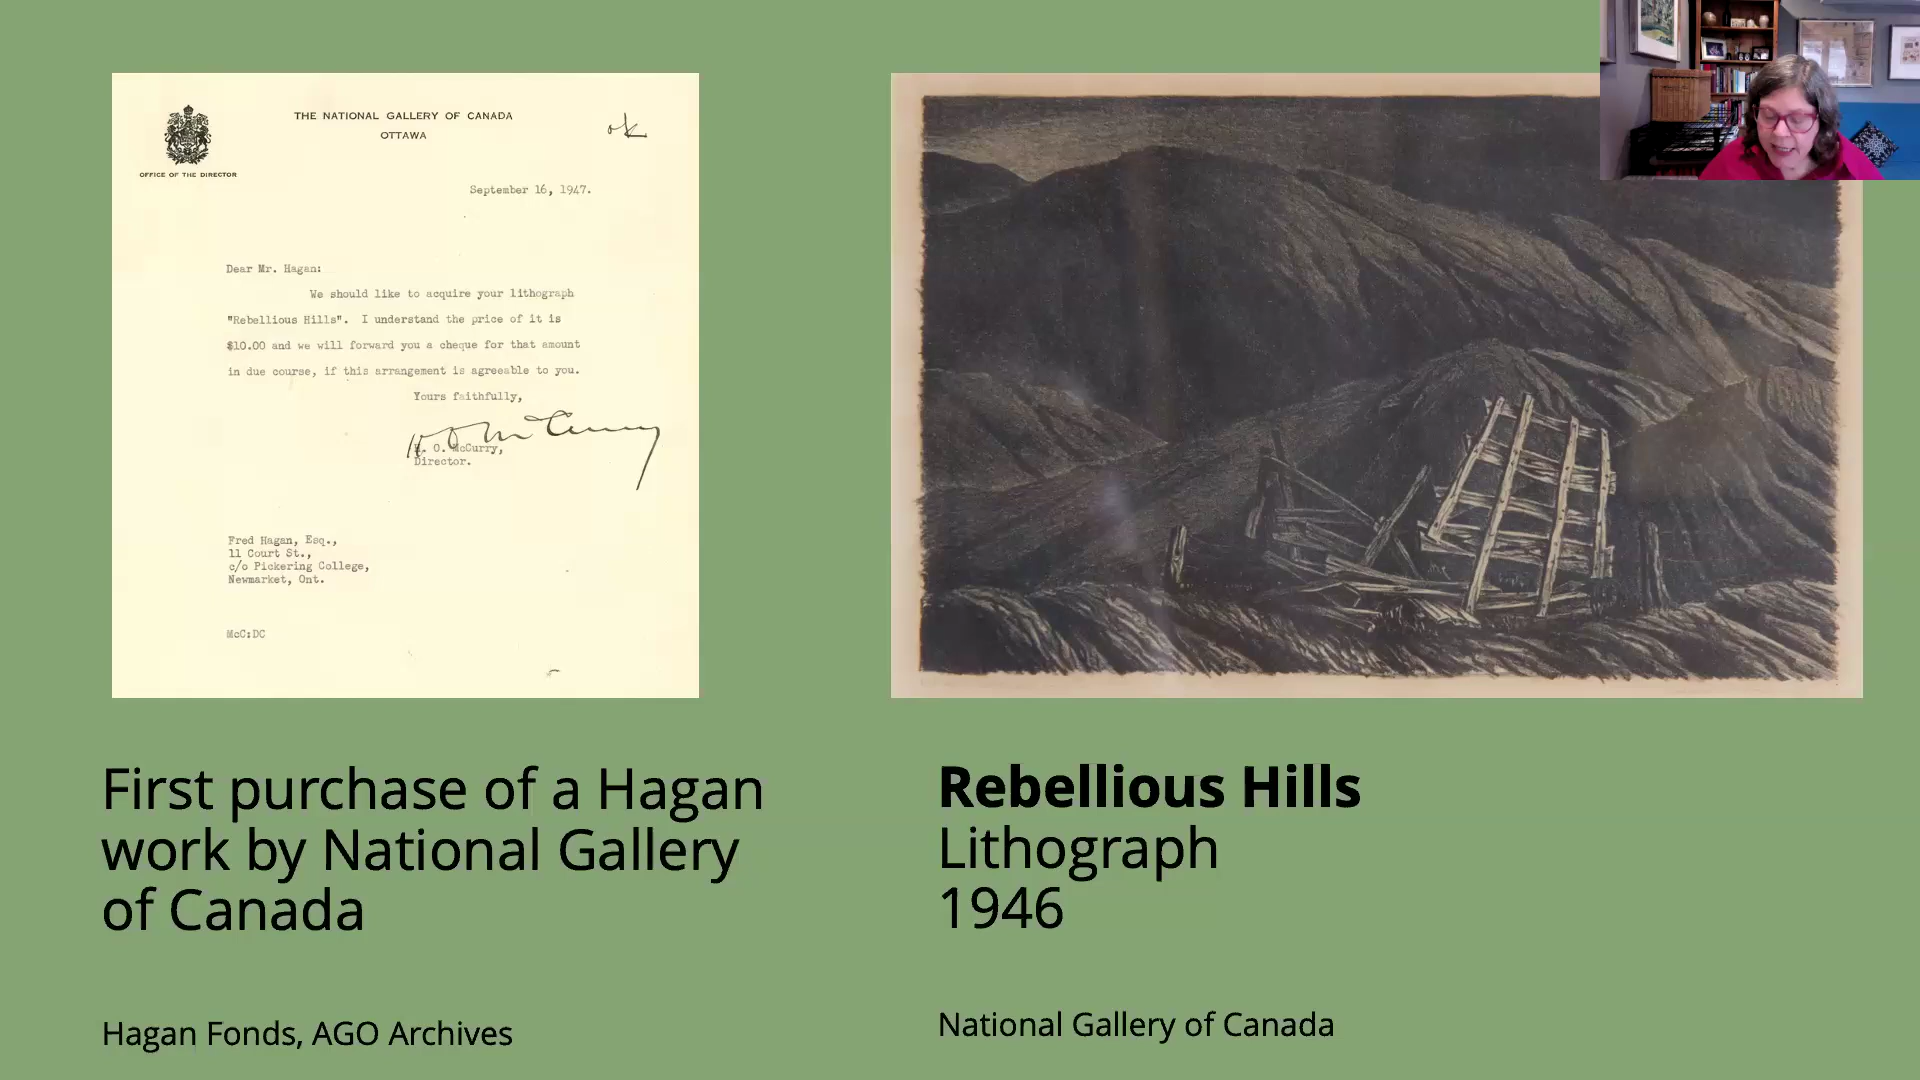 THE NATIONAL GALLERY OF CANADA
OTTAWA
ok
OFFICE OF THE DIRECTOR
September 16, 1947.
Dear Mr. Hagan:
We should like to acquire your lithograph
"Rebellious Hills". I understand the price of it is
$10.00 and we will forward you a cheque for that amount
in due course, if this arrangement is agreeable to you.
Yours faithfully,
H. O. McCurry
H. O. McCurry,
Director.
Fred Hagan, Esq.,
11 Court St.,
c/o Pickering College,
Newmarket, Ont.
McC:DC
First purchase of a Hagan
work by National Gallery
of Canada
Hagan Fonds, AGO Archives
Rebellious Hills
Lithograph
1946
National Gallery of Canada